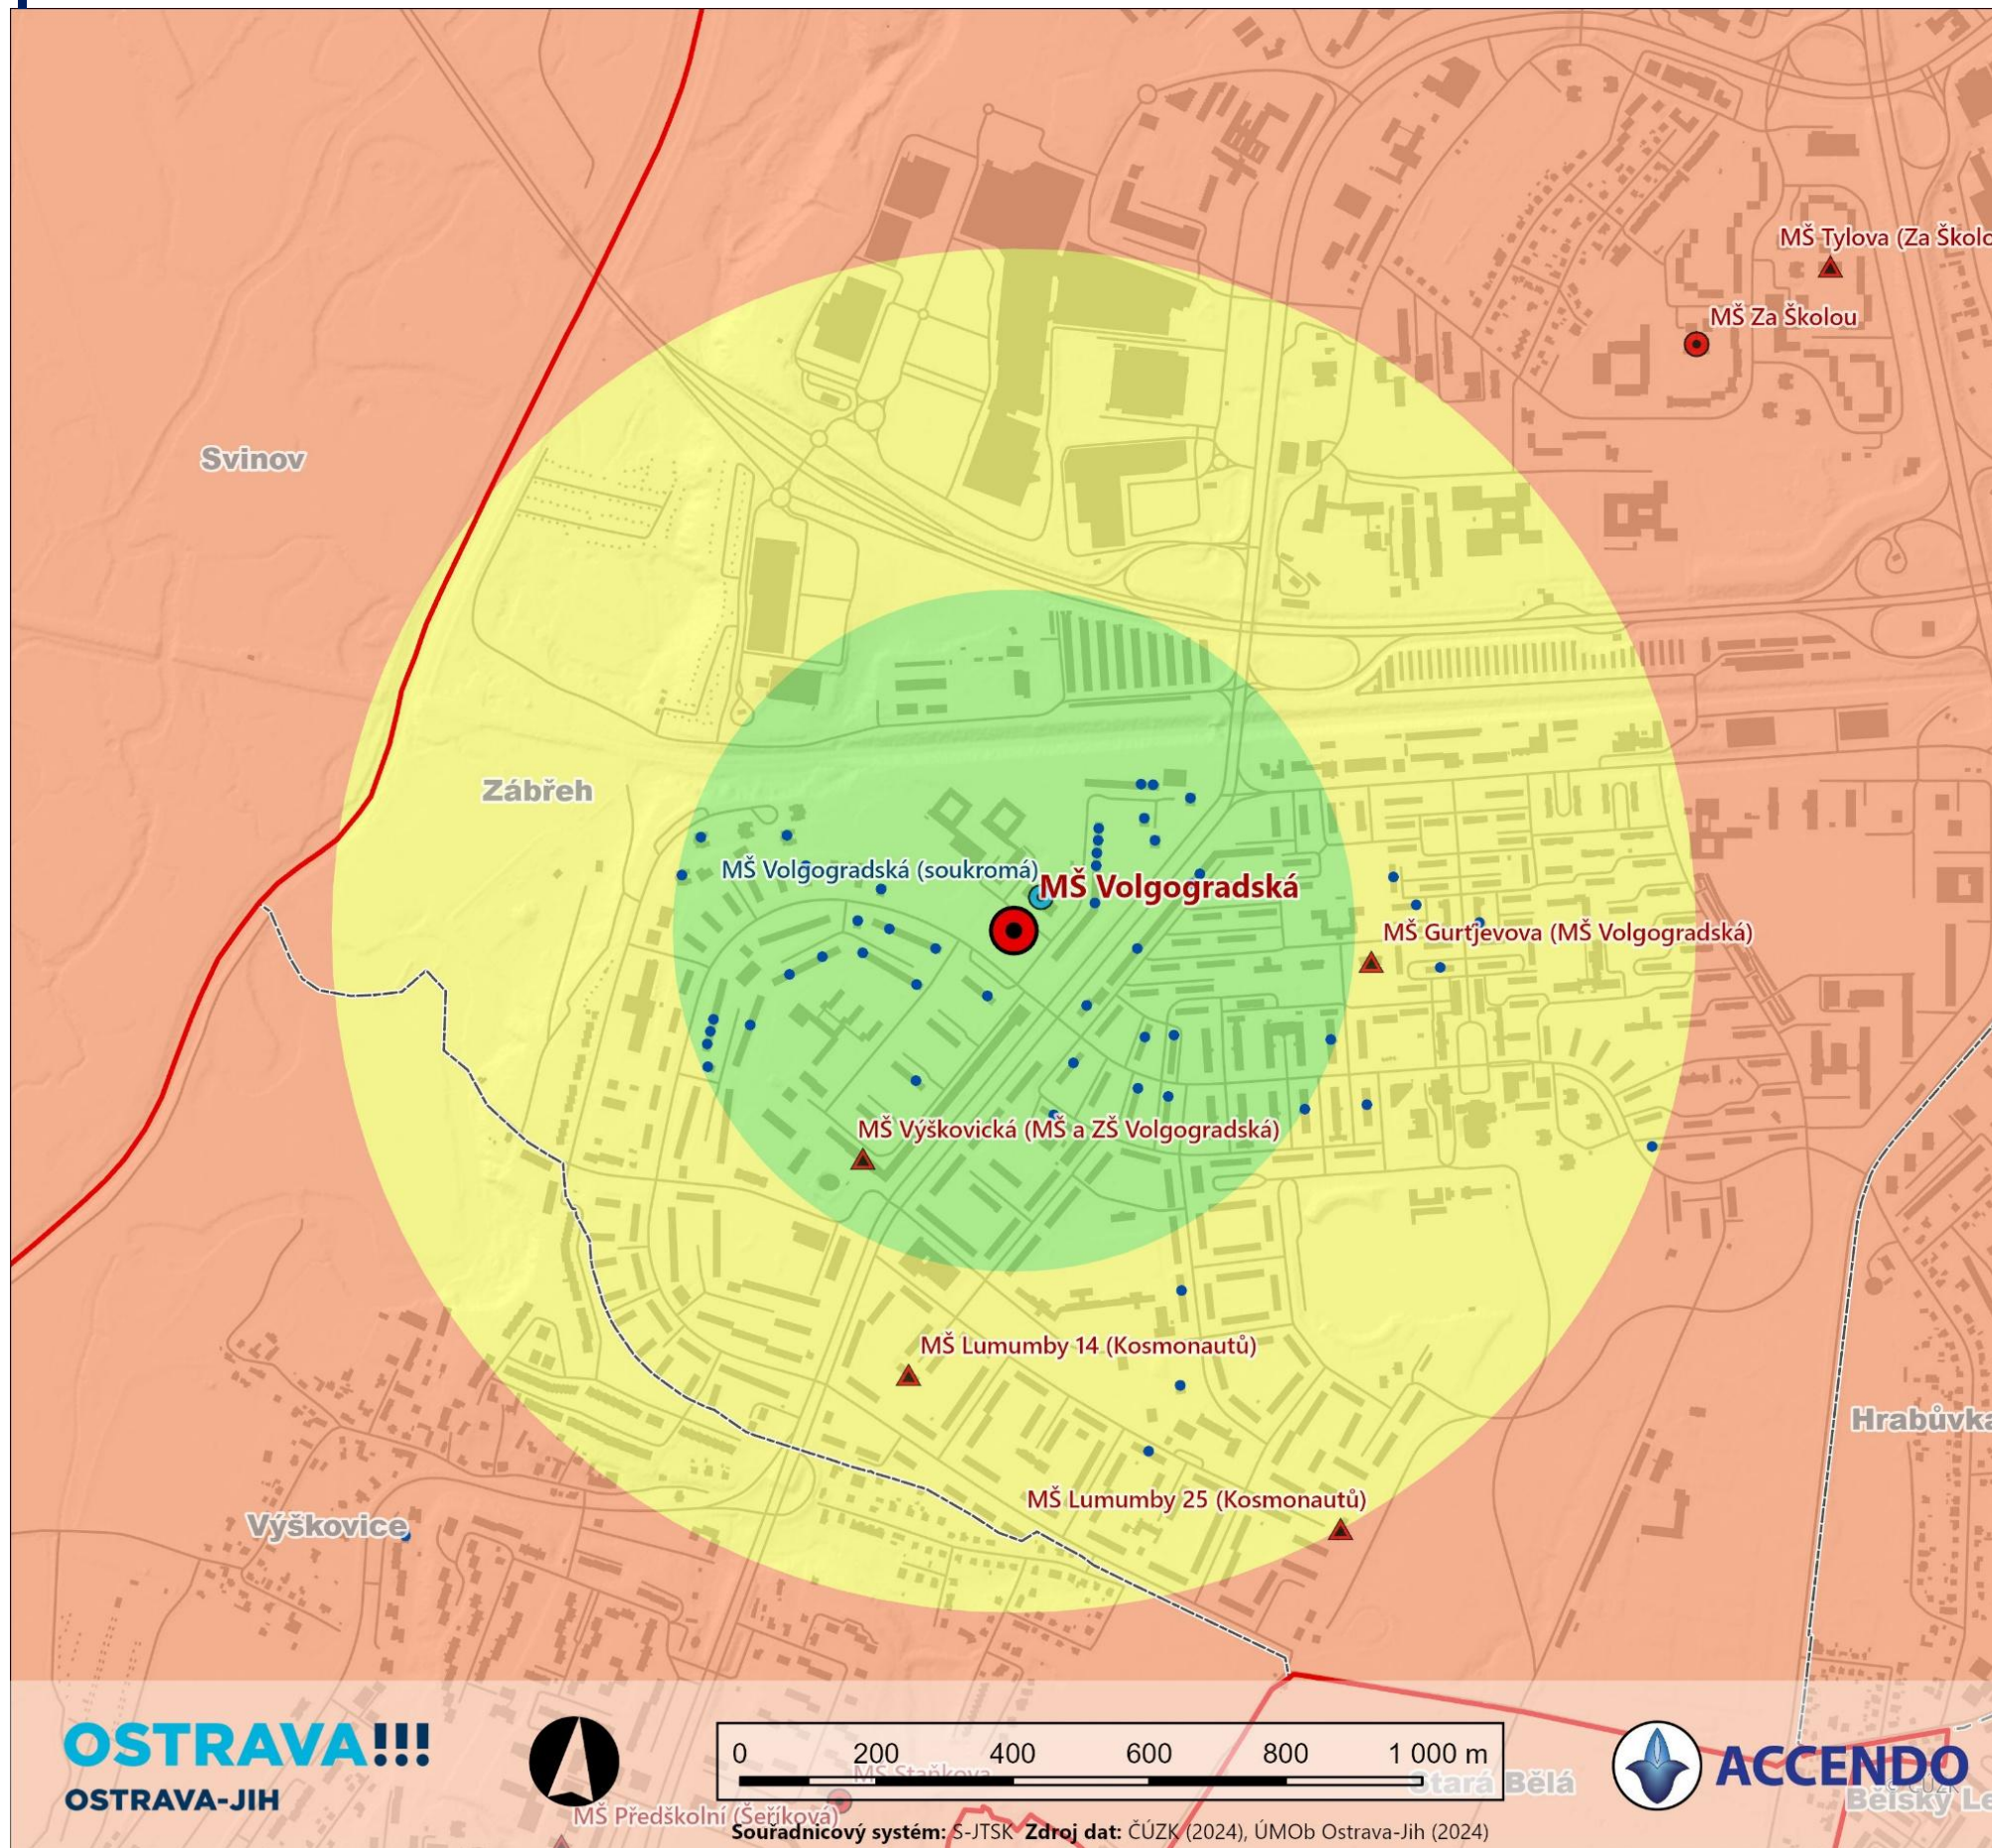 MŠ Tylova (Za Škol
MŠ Za Školou
Svinov
Zábřeh
MŠ Volgogradská (soukromá)
MŠ Volgogradská
MŠ Gurťjevova (MŠ Volgogradská)
MŠ Výškovická (MŠ a ZŠ Volgogradská)
MŠ Lumumby 14 (Kosmonautů)
Hrabůvka
MŠ Lumumby 25 (Kosmonautů)
Výškovice
OSTRAVA!!!
OSTRAVA-JIH
0 200 400 600 800 1 000 m
MŠ Staňkova
Stará Bělá
ACCENDO
© ČÚZK
Bělský Le
MŠ Předškolní (Šeříková)
Souřadnicový systém: S-JTSK Zdroj dat: ČÚZK (2024), ÚMOb Ostrava-Jih (2024)